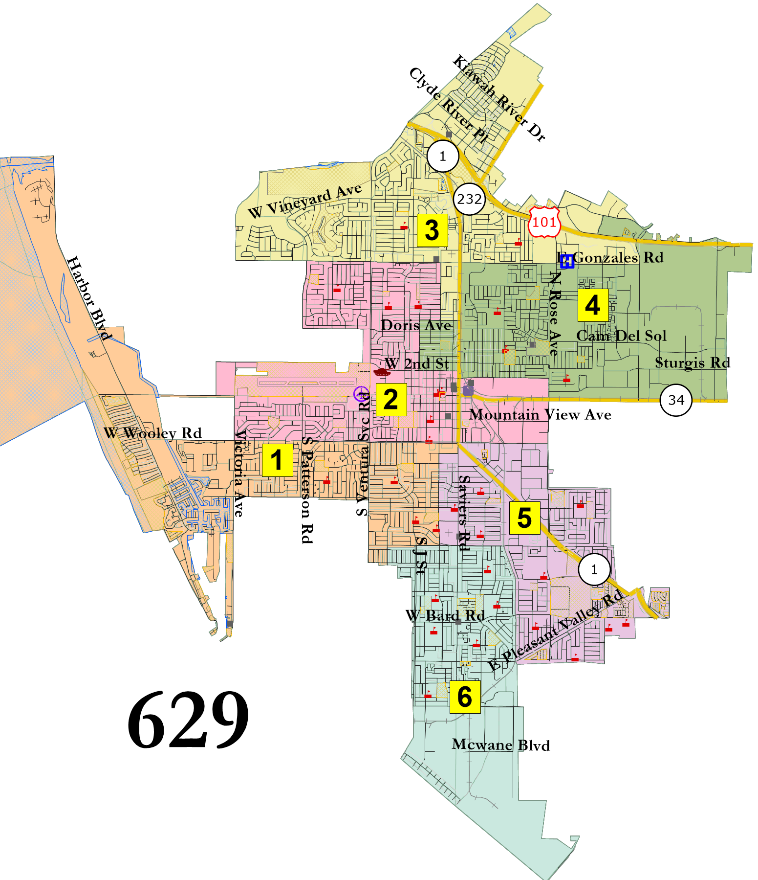 Kiawah River Dr
Clyde River Pl
1
232
W Vineyard Ave
101
3
Gonzales Rd
Harbor Blvd
N Rose Ave
4
Doris Ave
Cam Del Sol
W 2nd St
Sturgis Rd
2
34
Mountain View Ave
W Wooley Rd
S Ventura Svc Rd
1
Victoria Ave
S Patterson Rd
Saviers Rd
5
S J St
1
W Bard Rd
E Pleasant Valley Rd
6
629
Mcwane Blvd